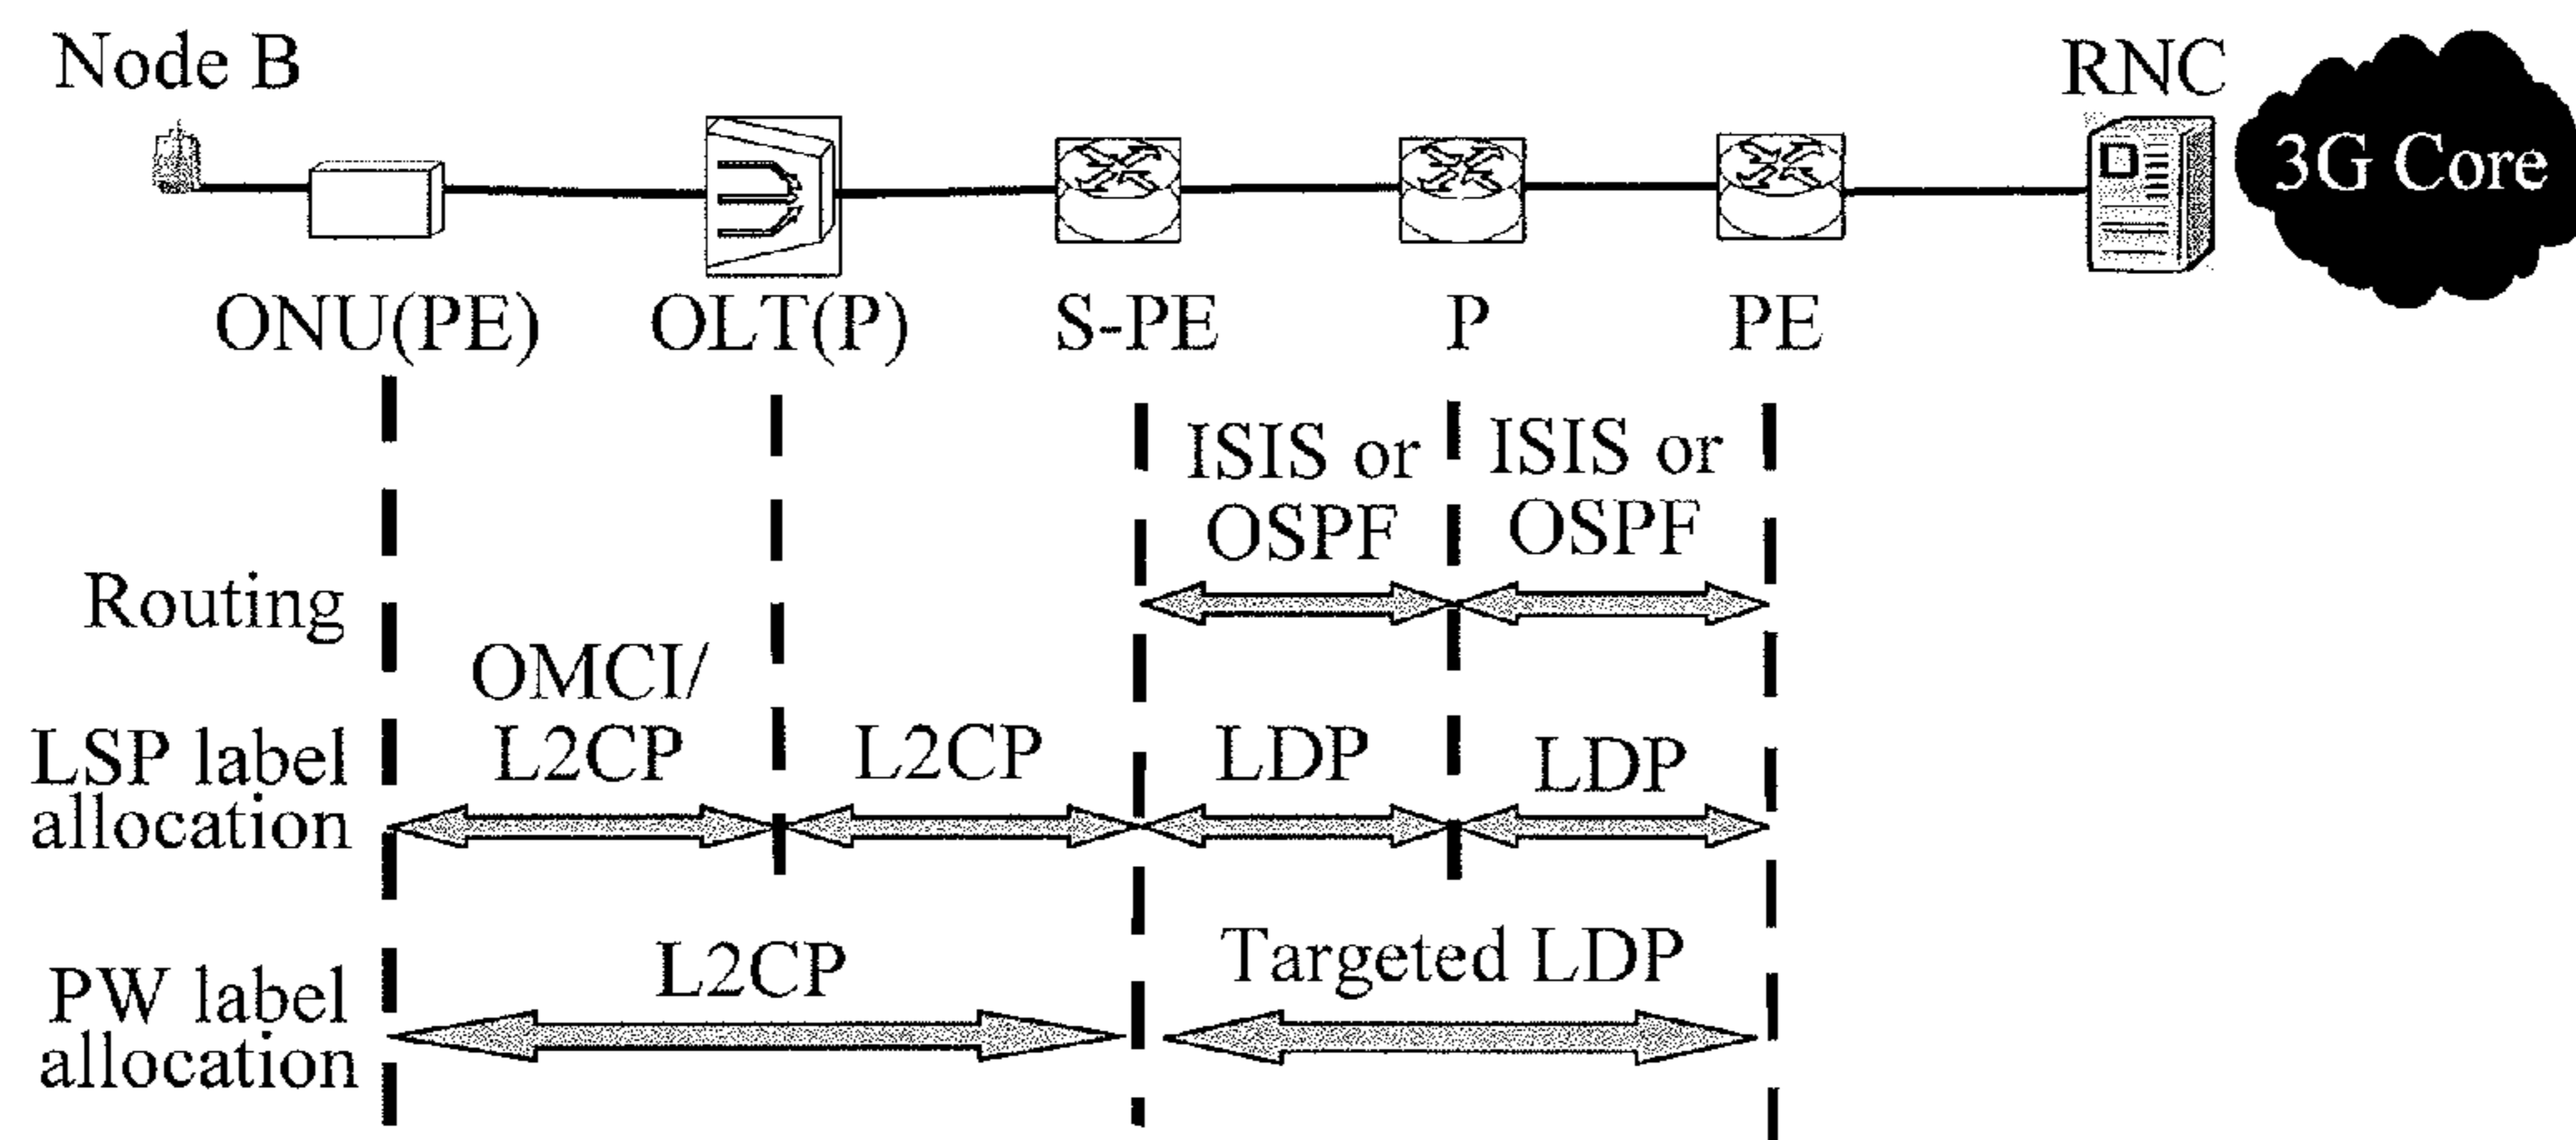 Node B
RNC
3G Core
ONU(PE)
OLT(P)
S-PE
P
PE
ISIS or
OSPF
ISIS or
OSPF
Routing
OMCI/
L2CP
L2CP
LDP
LDP
LSP label
allocation
L2CP
Targeted LDP
PW label
allocation